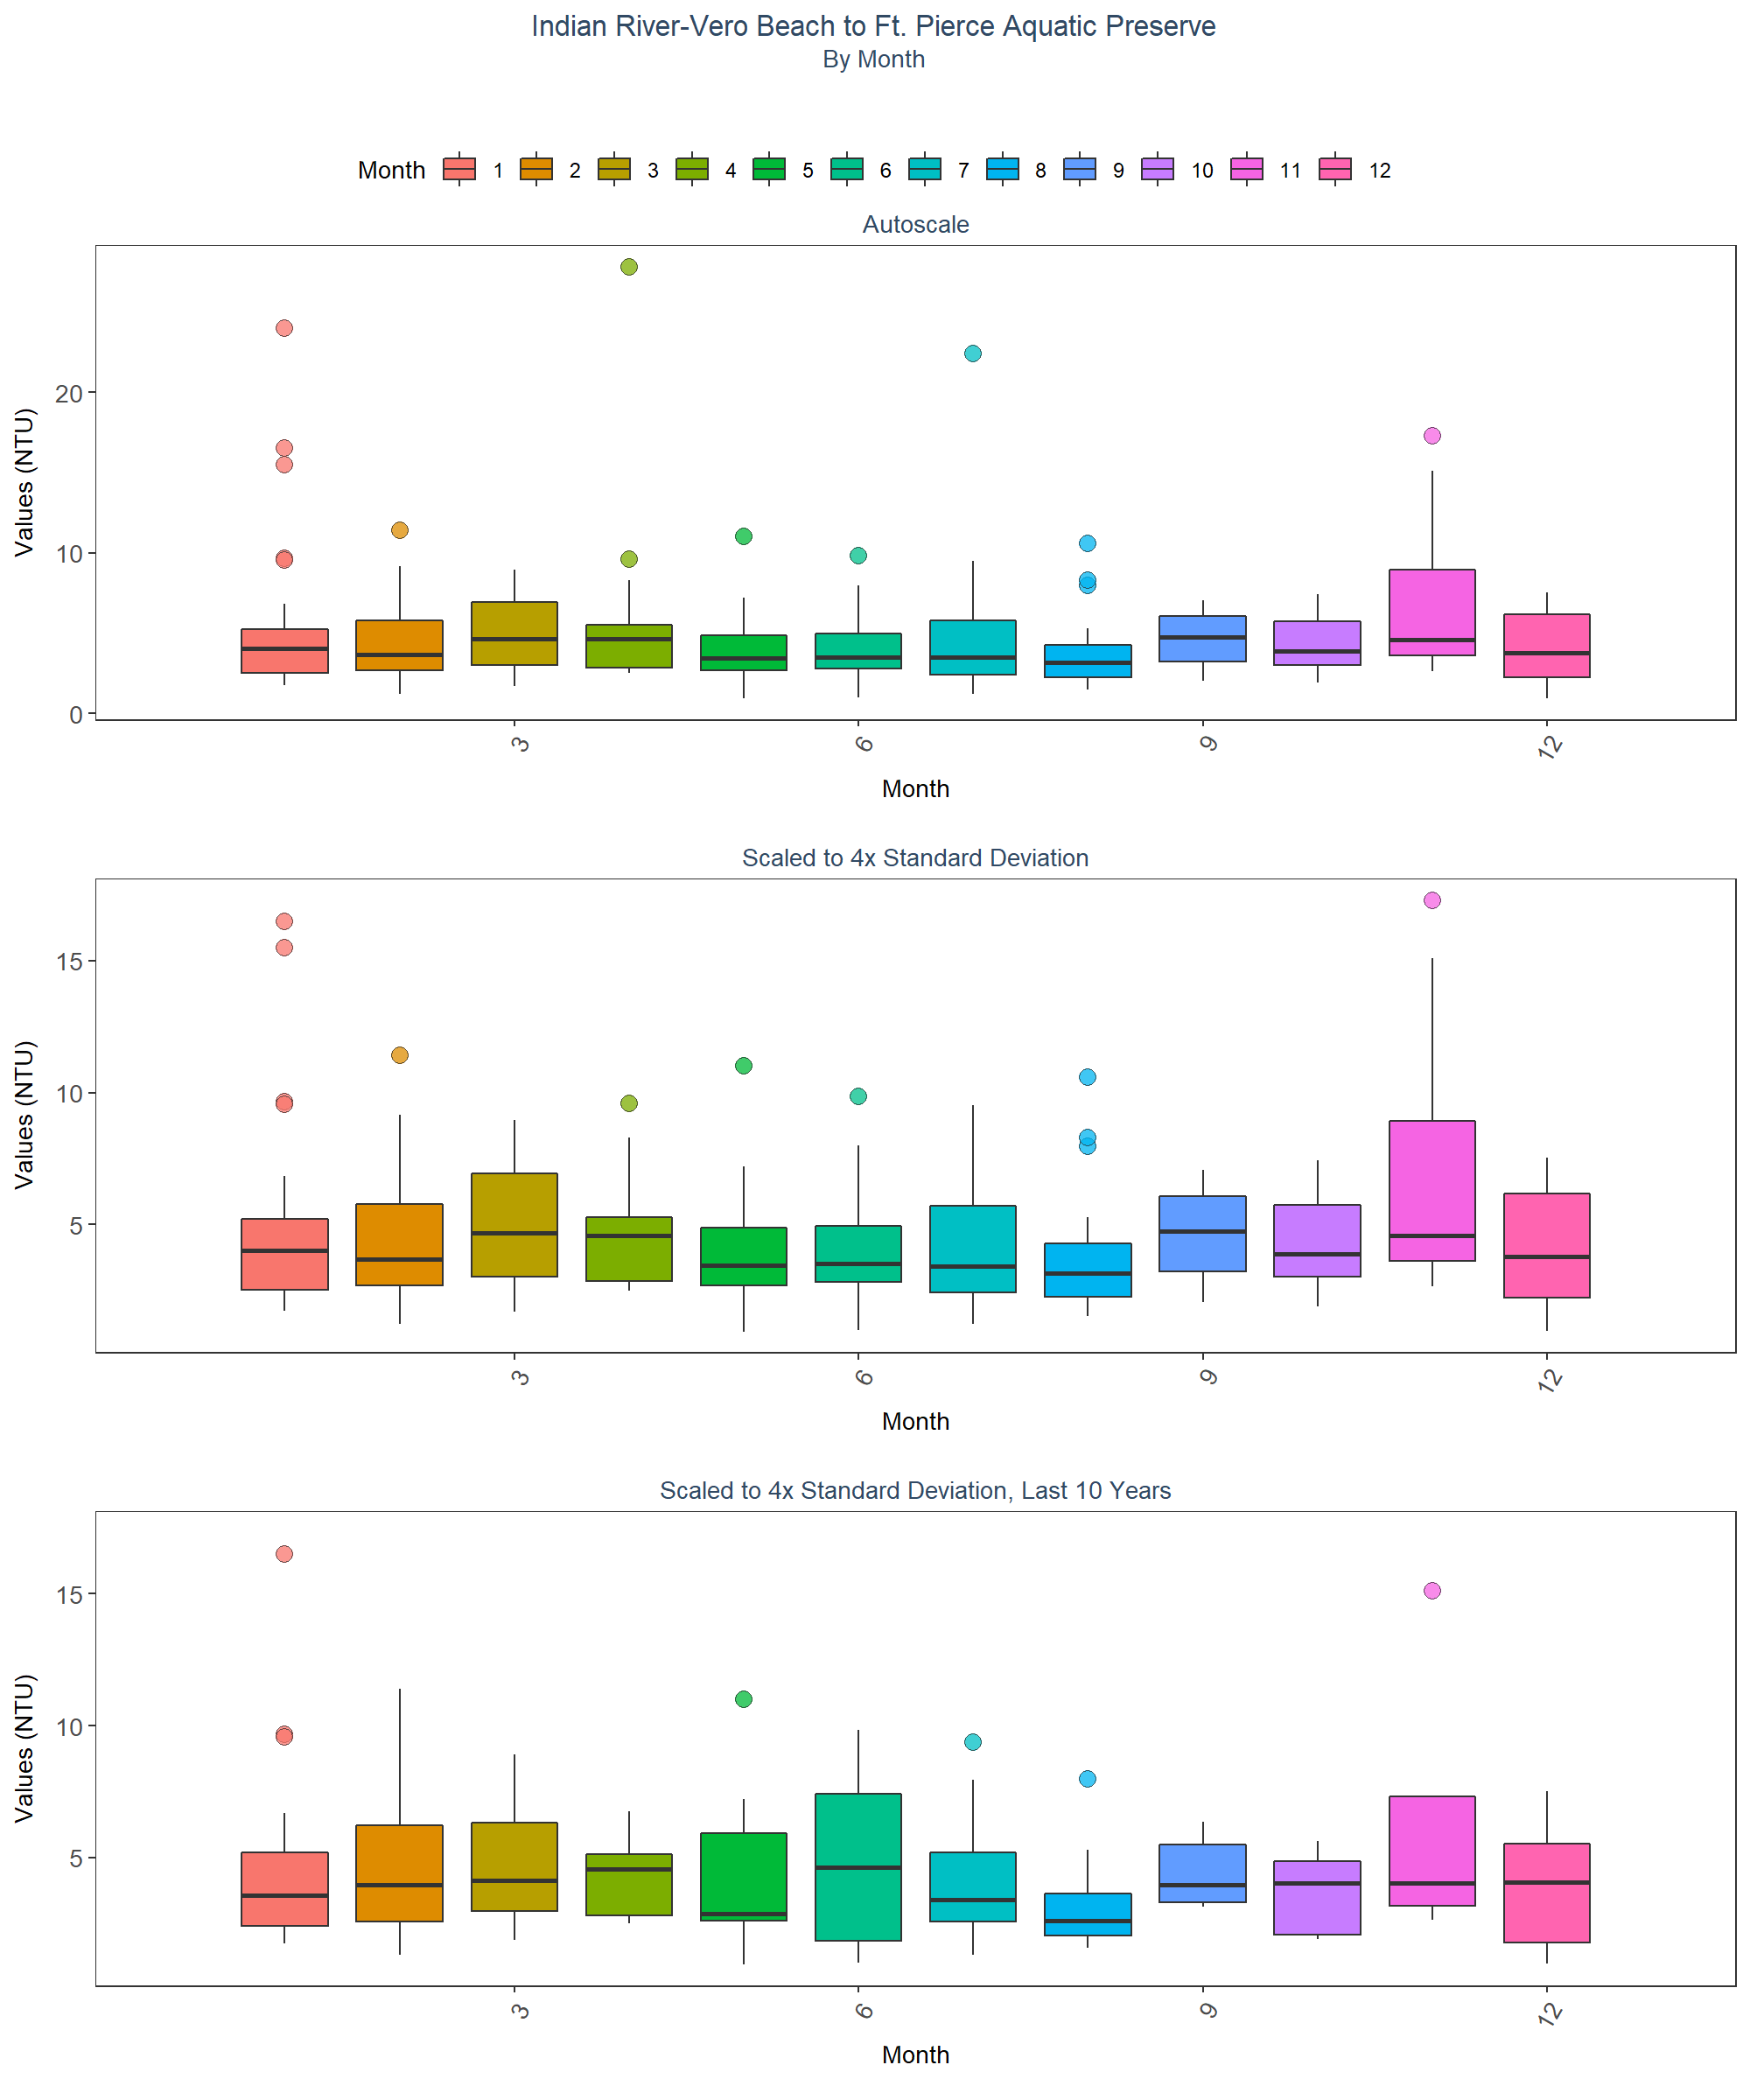 Indian River-Vero Beach to Ft. Pierce Aquatic Preserve
By Month
Month 1 2 3 4 5 6 7 8 9 10 11 12
Autoscale
Values (NTU)
20
10
0
3 6 9 12
Month
Scaled to 4x Standard Deviation
Values (NTU)
15
10
5
3 6 9 12
Month
Scaled to 4x Standard Deviation, Last 10 Years
Values (NTU)
15
10
5
3 6 9 12
Month